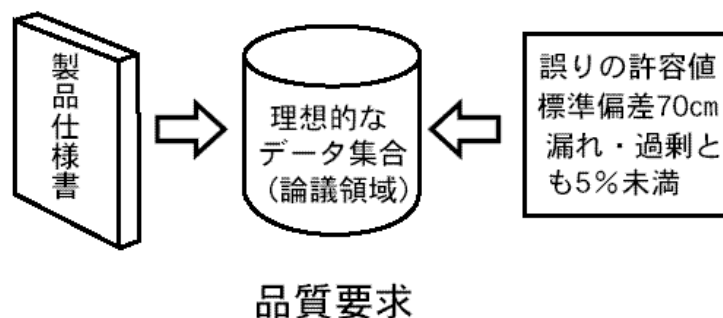 製品仕様書
理想的な
データ集合
（論議領域）
誤りの許容値
標準偏差70cm
漏れ・過剰と
も5％未満
品質要求